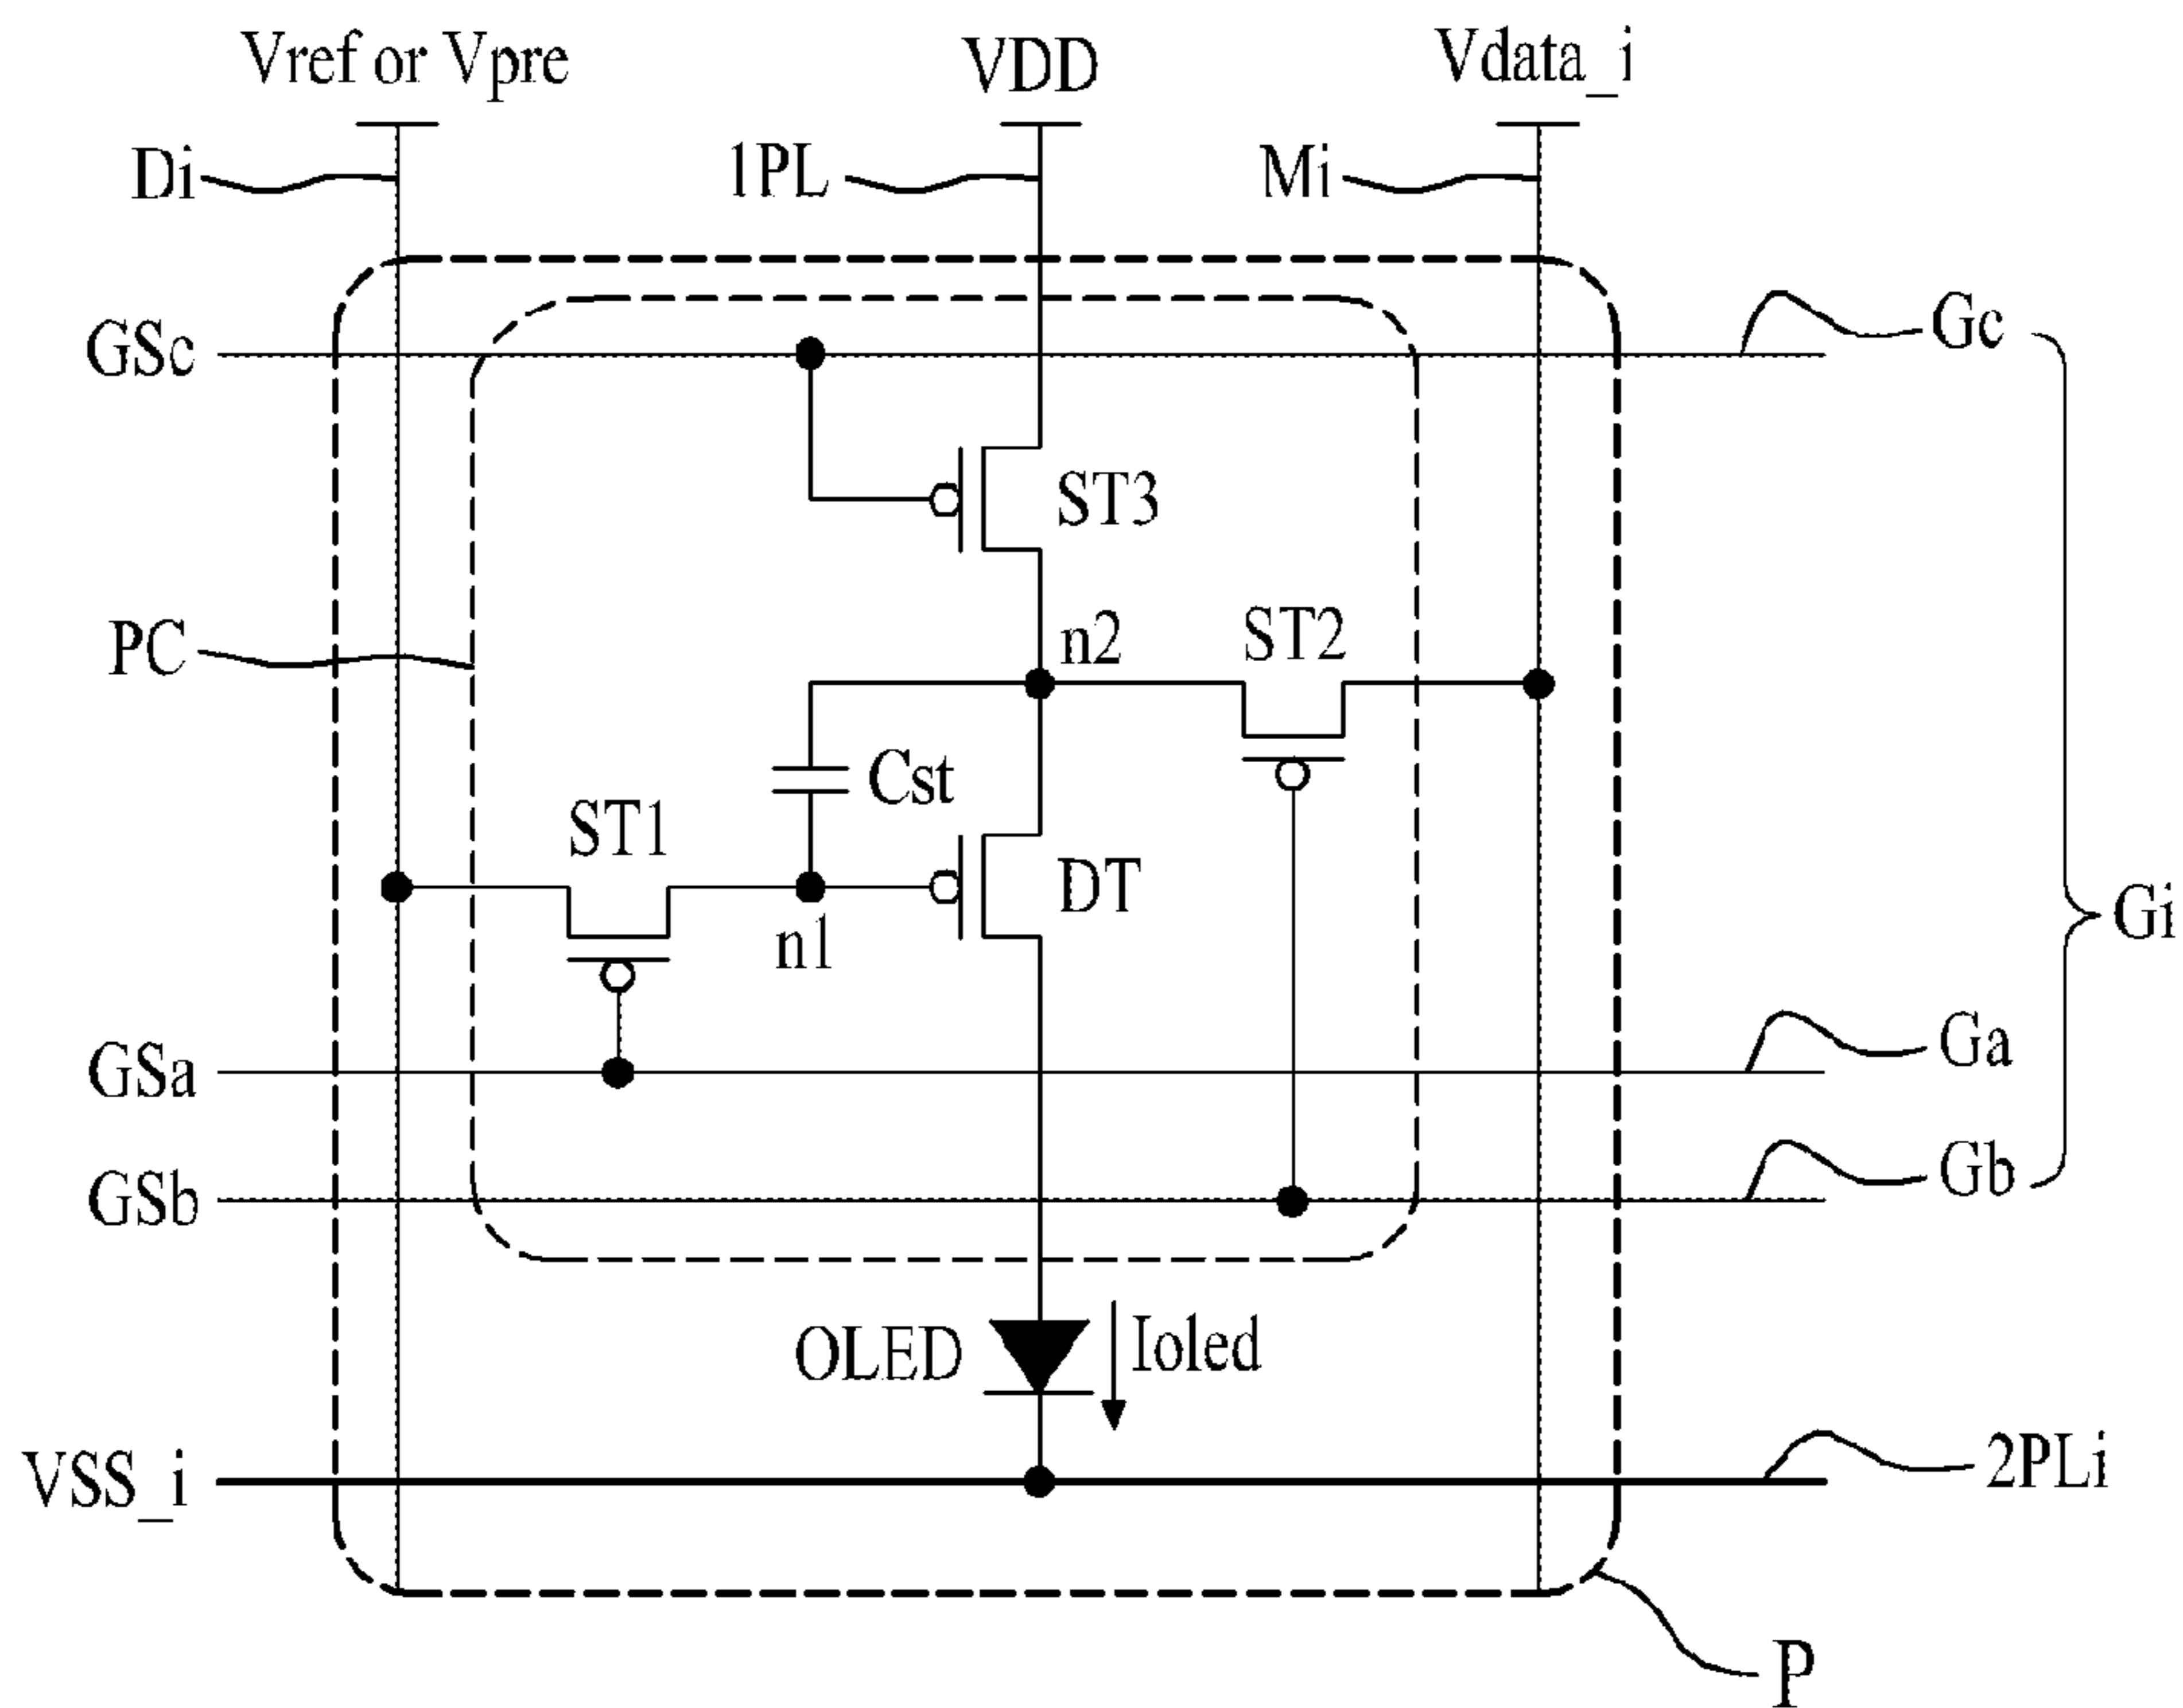 Vref or Vpre
VDD
Vdata_i
Di
1PL
Mi
GSc
Gc
ST3
PC
n2
ST2
Cst
ST1
DT
n1
Gi
GSa
Ga
GSb
Gb
OLED
Ioled
VSS_i
2PLi
P